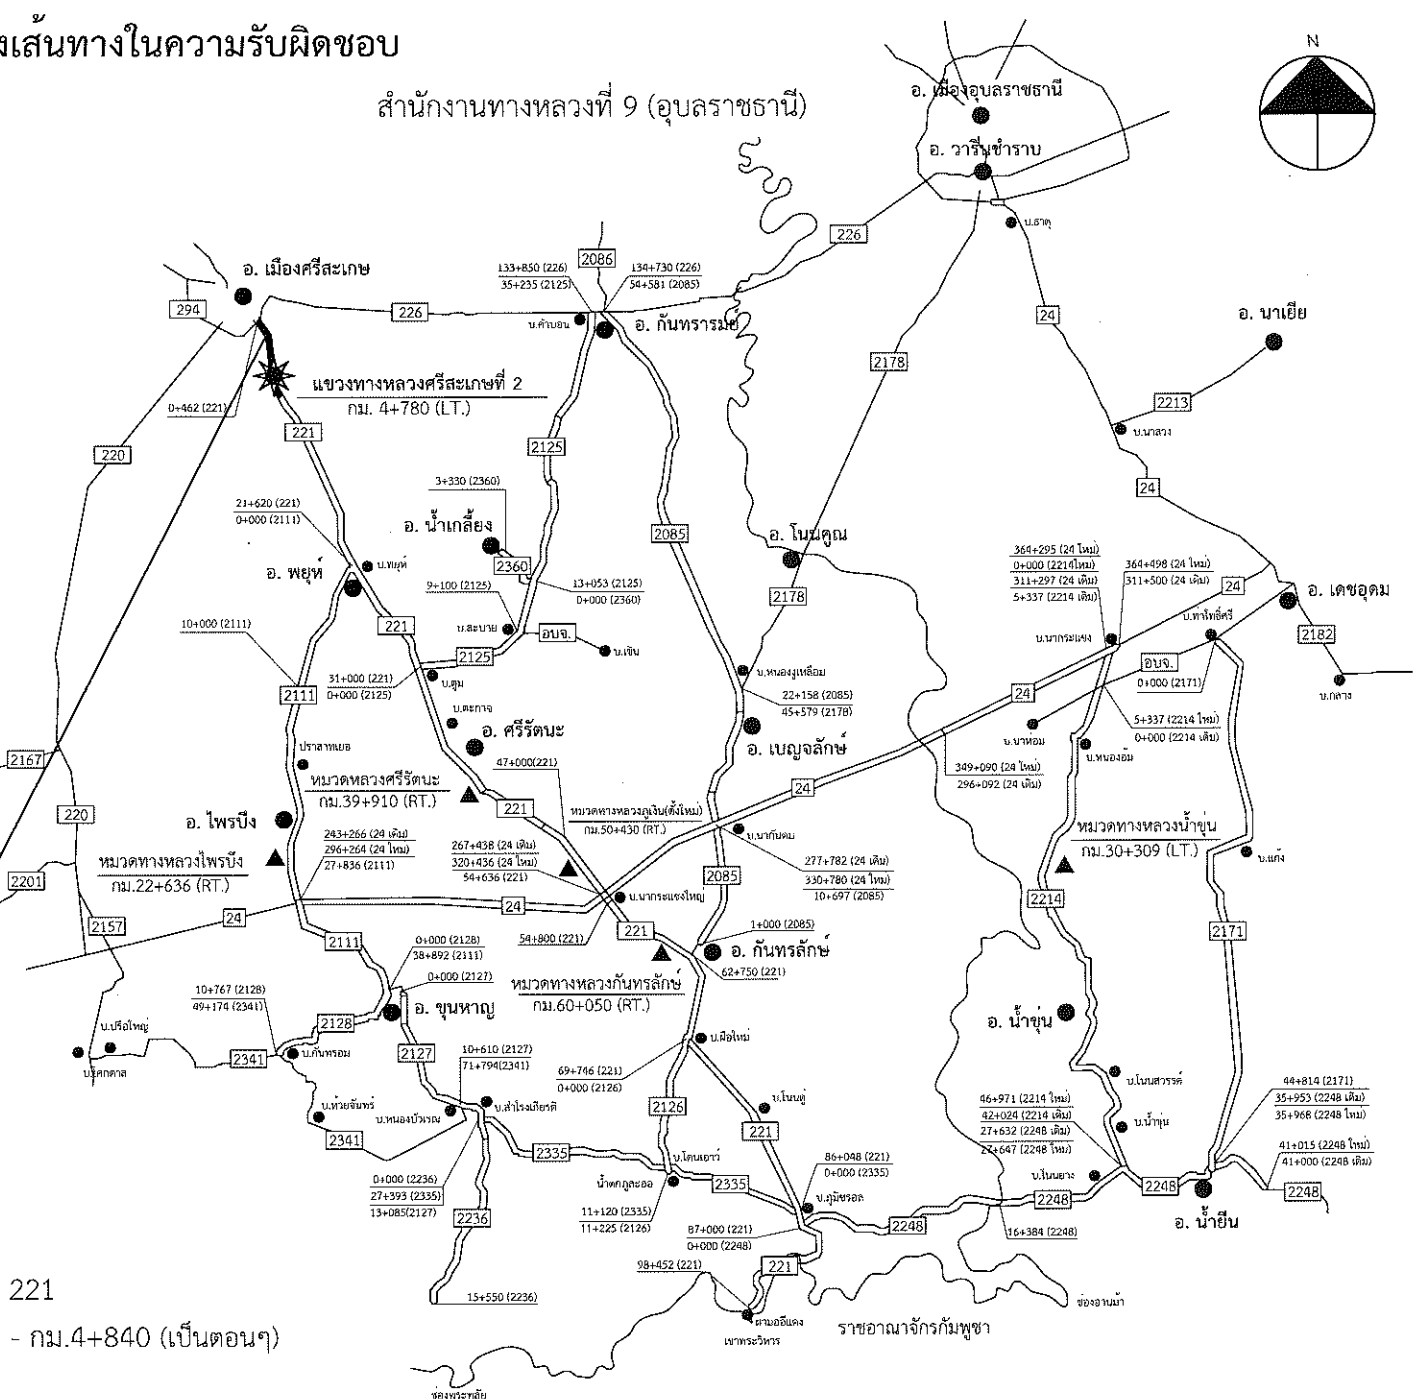 งเส้นทางในความรับผิดชอบ
สำนักงานทางหลวงที่ 9 (อุบลราชธานี)
N
อ. เมืองอุบลราชธานี
อ. วารินชำราบ
บ.ธาตุ
226
2086
อ. เมืองศรีสะเกษ
133+850 (226)
35+235 (2125)
134+730 (226)
54+581 (2085)
294
226
บ.คำบอน
อ. กันทรารมย์
24
อ. นาเยีย
2178
แขวงทางหลวงศรีสะเกษที่ 2
กม. 4+780 (LT.)
0+462 (221)
2213
บ.นาสวง
221
2125
220
24
3+330 (2360)
21+620 (221)
0+000 (2111)
อ. น้ำเกลี้ยง
2085
อ. โนนคูณ
364+295 (24 ใหม่)
0+000 (2214ใหม่)
311+297 (24 เดิม)
5+337 (2214 เดิม)
364+498 (24 ใหม่)
311+500 (24 เดิม)
บ.พยุห์
อ. พยุห์
2360
9+100 (2125)
13+053 (2125)
0+000 (2360)
2178
24
อ. เดชอุดม
10+000 (2111)
221
บ.สะบาย
อบจ.
บ.เขิน
บ.นากระแซง
บ.ท่าโพธิ์ศรี
2182
2125
31+000 (221)
0+000 (2125)
บ.ตูม
บ.หนองงูเหลือม
อบจ.
0+000 (2171)
บ.กลาง
2111
22+158 (2085)
45+579 (2178)
24
บ.ตะกาจ
อ. ศรีรัตนะ
อ. เบญจลักษ์
บ.นาห่อม
5+337 (2214 ใหม่)
0+000 (2214 เดิม)
บ.หนองอ้ม
2167
ปราสาทเยอ
หมวดหลวงศรีรัตนะ
กม.39+910 (RT.)
47+000(221)
349+090 (24 ใหม่)
296+092 (24 เดิม)
24
220
อ. ไพรบึง
221
หมวดทางหลวงภูเงิน(ตั้งใหม่)
กม.50+430 (RT.)
บ.นากันตม
หมวดทางหลวงน้ำขุ่น
กม.30+309 (LT.)
243+266 (24 เดิม)
296+264 (24 ใหม่)
27+836 (2111)
267+438 (24 เดิม)
320+436 (24 ใหม่)
54+636 (221)
277+782 (24 เดิม)
330+780 (24 ใหม่)
10+697 (2085)
บ.แก้ง
หมวดทางหลวงไพรบึง
กม.22+636 (RT.)
2201
2085
2214
บ.นากระแซงใหญ่
24
24
2157
2171
54+800 (221)
221
1+000 (2085)
2111
0+000 (2128)
38+892 (2111)
อ. กันทรลักษ์
62+750 (221)
0+000 (2127)
หมวดทางหลวงกันทรลักษ์
กม.60+050 (RT.)
10+767 (2128)
49+174 (2341)
อ. ขุนหาญ
อ. น้ำขุ่น
บ.ปรือใหญ่
2128
บ.โคกตาล
2341
บ.กันทรอม
2127
10+610 (2127)
71+794(2341)
บ.ผือใหม่
69+746 (221)
0+000 (2126)
บ.โนนสวรรค์
44+814 (2171)
35+953 (2248 เดิม)
35+968 (2248 ใหม่)
บ.ห้วยจันทร์
บ.หนองบัวเรณ
บ.สำโรงเกียรติ
2126
บ.โนนดู่
46+971 (2214 ใหม่)
42+024 (2214 เดิม)
27+632 (2248 เดิม)
27+647 (2248 ใหม่)
บ.น้ำขุ่น
2341
221
41+015 (2248 ใหม่)
41+000 (2248 เดิม)
2335
บ.โดนเอาว์
86+048 (221)
0+000 (2335)
0+000 (2236)
27+393 (2335)
13+085(2127)
น้ำตกภูละออ
2335
บ.โนนยาง
2248
2248
2248
บ.ภูมิซรอล
11+120 (2335)
11+225 (2126)
2236
2248
อ. น้ำยืน
87+000 (221)
0+000 (2248)
16+384 (2248)
98+452 (221)
221
221
15+550 (2236)
ช่องอานม้า
- กม.4+840 (เป็นตอนๆ)
ผามออีแดง
เขาพระวิหาร
ราชอาณาจักรกัมพูชา
ช่องพระพลัย